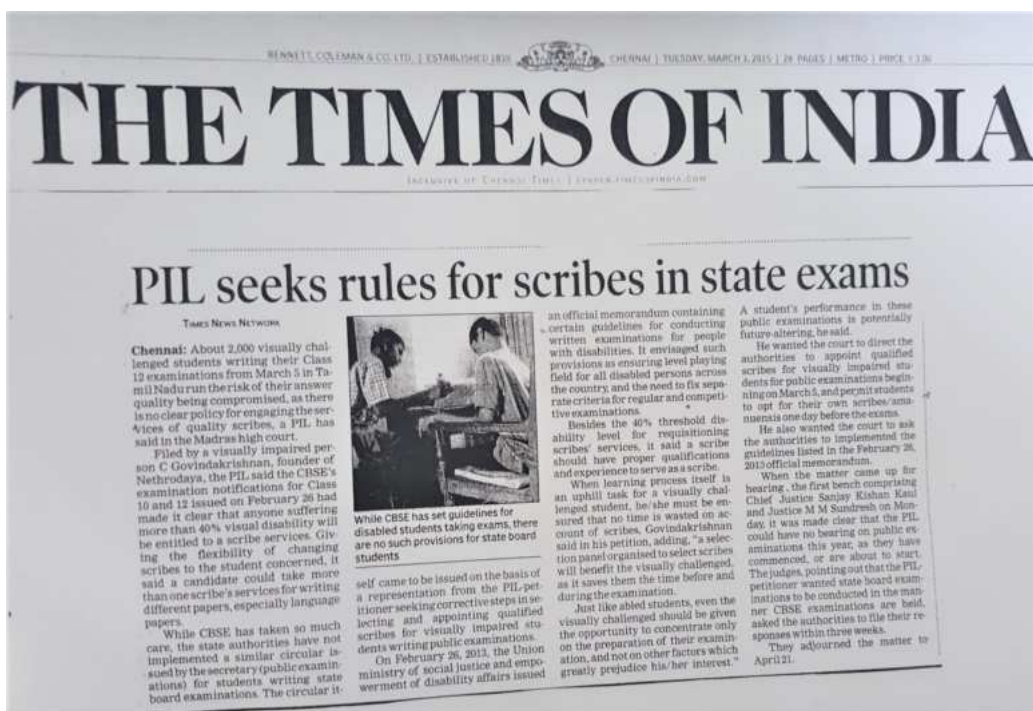 BENNETT, COLEMAN & CO. LTD. | ESTABLISHED 1838
CHENNAI | TUESDAY, MARCH 3, 2015 | 28 PAGES | METRO | PRICE
THE TIMES OF INDIA
INCLUSIVE OF CHENNAI TIMES | EPAPER.TIMESOFINDIA.COM
PIL seeks rules for scribes in state exams
TIMES NEWS NETWORK
Chennai: About 2,000 visually chal-
lenged students writing their Class
12 examinations from March 5 in Ta-
mil Nadu run the risk of their answer
quality being compromised, as there
is no clear policy for engaging the ser-
vices of quality scribes, a PIL has
said in the Madras high court.
Filed by a visually impaired per-
son C Govindakrishnan, founder of
Nethrodaya, the PIL said the CBSE's
examination notifications for Class
10 and 12 issued on February 26 had
made it clear that anyone suffering
more than 40% visual disability will
be entitled to a scribe services. Giv-
ing the flexibility of changing
scribes to the student concerned, it
said a candidate could take more
than one scribe's services for writing
different papers, especially language
papers.
While CBSE has taken so much
care, the state authorities have not
implemented a similar circular is-
sued by the secretary (public examin-
ations) for students writing state
board examinations. The circular it-
While CBSE has set guidelines for
disabled students taking exams, there
are no such provisions for state board
students
self came to be issued on the basis of
a representation from the PIL-pet-
itioner seeking corrective steps in se-
lecting and appointing qualified
scribes for visually impaired stu-
dents writing public examinations.
On February 26, 2013, the Union
ministry of social justice and empo-
werment of disability affairs issued
an official memorandum containing
certain guidelines for conducting
written examinations for people
with disabilities. It envisaged such
provisions as ensuring level playing
field for all disabled persons across
the country, and the need to fix sepa-
rate criteria for regular and competi-
tive examinations.
Besides the 40% threshold dis-
ability level for requisitioning
scribes' services, it said a scribe
should have proper qualifications
and experience to serve as a scribe.
When learning process itself is
an uphill task for a visually chal-
lenged student, he/she must be en-
sured that no time is wasted on ac-
count of scribes, Govindakrishnan
said in his petition, adding, "a selec-
tion panel organised to select scribes
will benefit the visually challenged,
as it saves them the time before and
during the examination.
Just like abled students, even the
visually challenged should be given
the opportunity to concentrate only
on the preparation of their examin-
ation, and not on other factors which
greatly prejudice his/her interest."
A student's performance in these
public examinations is potentially
future-altering, he said.
He wanted the court to direct the
authorities to appoint qualified
scribes for visually impaired stu-
dents for public examinations begin-
ning on March 5, and permit students
to opt for their own scribes/ama-
nuensis one day before the exams.
He also wanted the court to ask
the authorities to implemented the
guidelines listed in the February 26,
2013 official memorandum.
When the matter came up for
hearing, the first bench comprising
Chief Justice Sanjay Kishan Kaul
and Justice M M Sundresh on Mon-
day, it was made clear that the PIL
could have no bearing on public ex-
aminations this year, as they have
commenced, or are about to start.
The judges, pointing out that the PIL-
petitioner wanted state board exam-
inations to be conducted in the man-
ner CBSE examinations are held,
asked the authorities to file their re-
sponses within three weeks.
They adjourned the matter to
April 21.